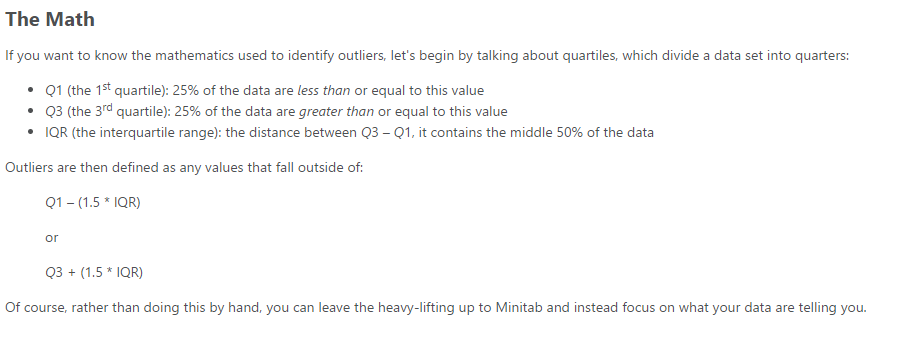 The Math
If you want to know the mathematics used to identify outliers, let's begin by talking about quartiles, which divide a data set into quarters:
• Q1 (the 1st quartile): 25% of the data are less than or equal to this value
• Q3 (the 3rd quartile): 25% of the data are greater than or equal to this value
• IQR (the interquartile range): the distance between Q3 – Q1, it contains the middle 50% of the data
Outliers are then defined as any values that fall outside of:
Q1 – (1.5 * IQR)
or
Q3 + (1.5 * IQR)
Of course, rather than doing this by hand, you can leave the heavy-lifting up to Minitab and instead focus on what your data are telling you.